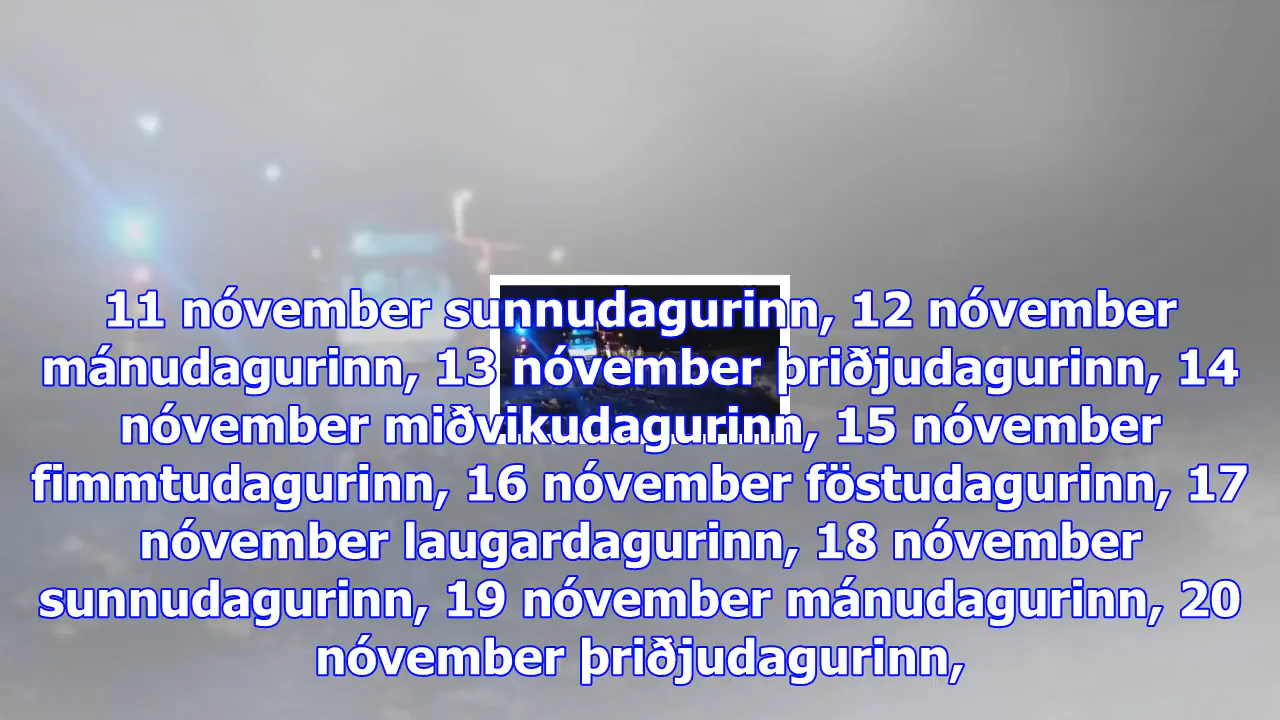 11 nóvember sunnudagurinn, 12 nóvember
mánudagurinn, 13 nóvember þriðjudagurinn, 14
nóvember miðvikudagurinn, 15 nóvember
fimmtudagurinn, 16 nóvember föstudagurinn, 17
nóvember laugardagurinn, 18 nóvember
sunnudagurinn, 19 nóvember mánudagurinn, 20
nóvember þriðjudagurinn,